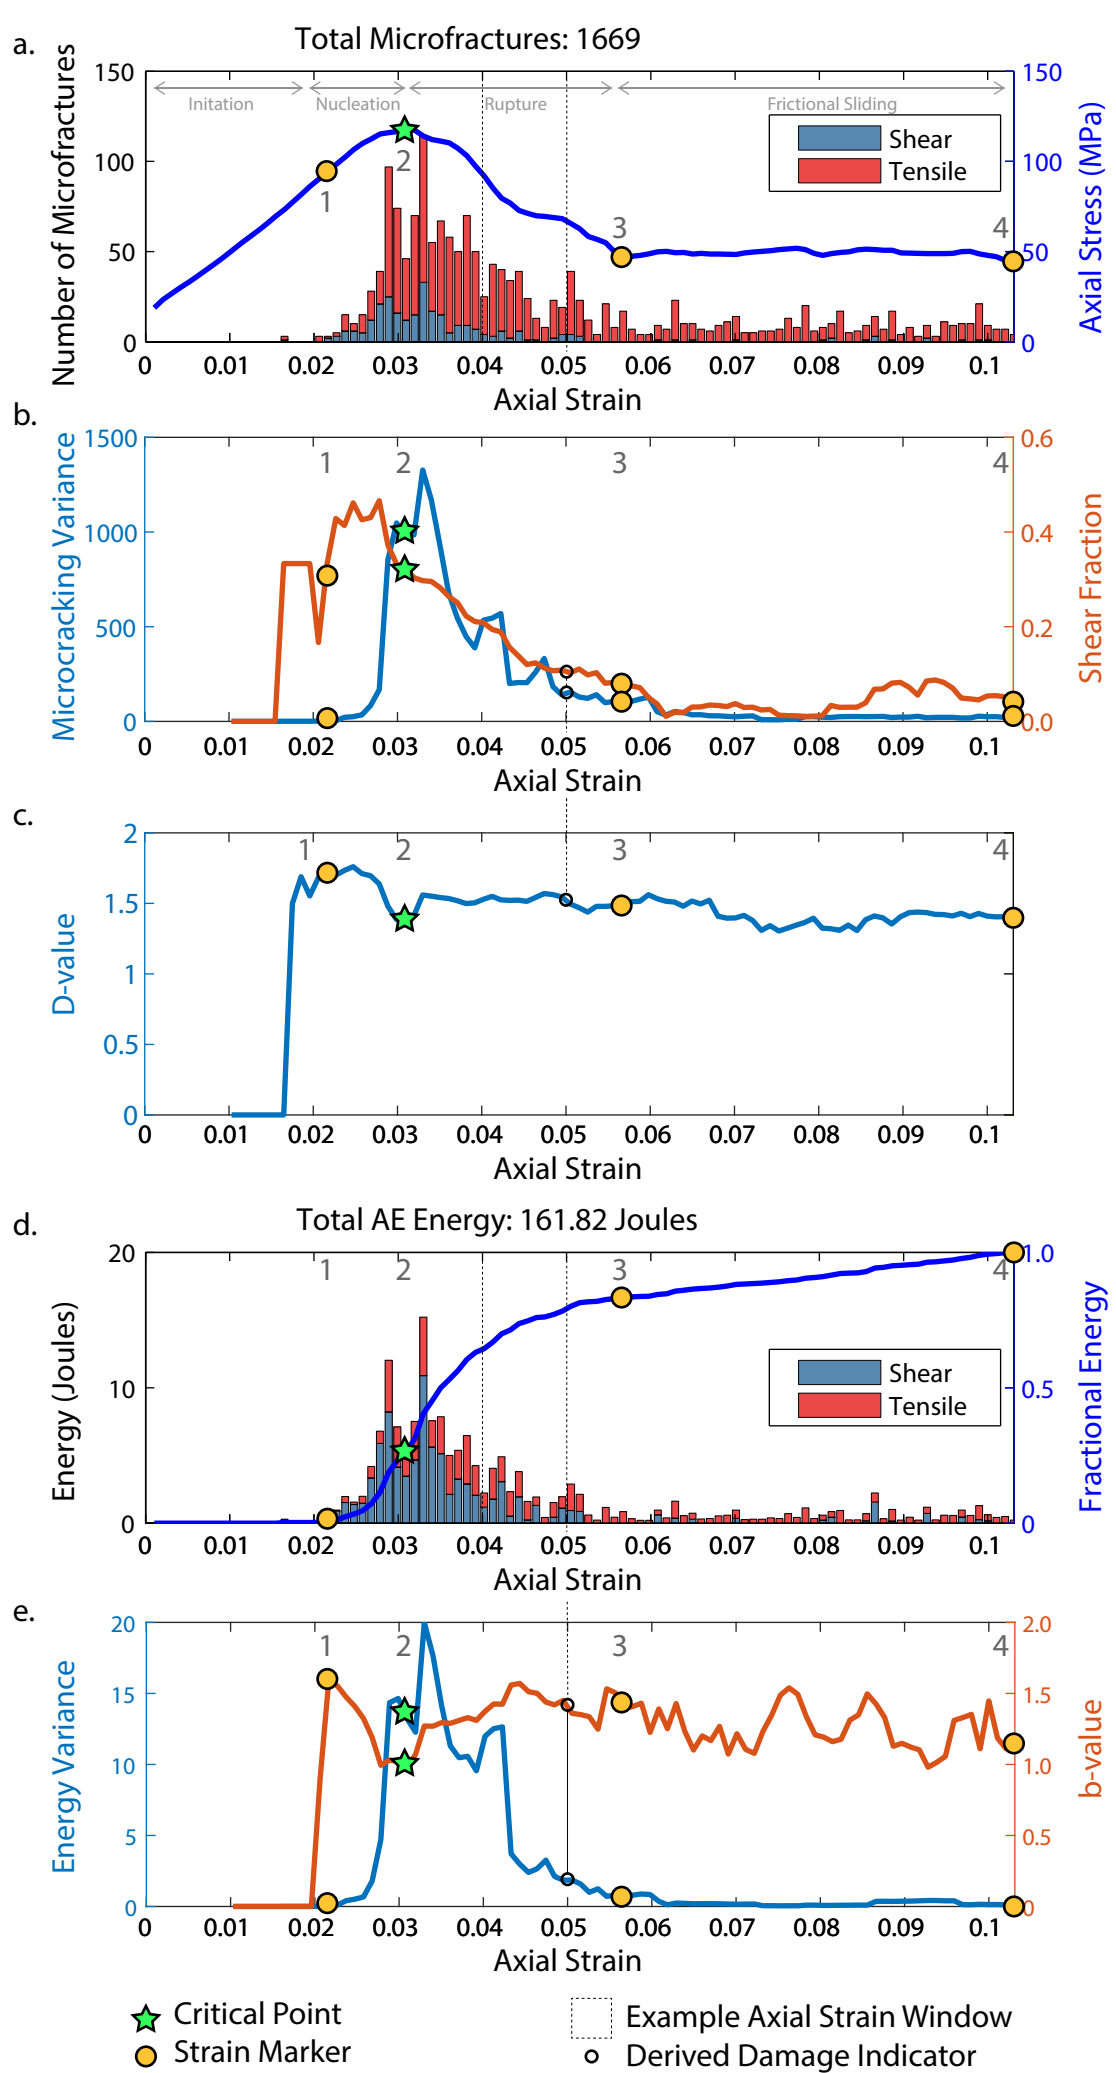 a.
Total Microfractures: 1669
Number of Microfractures
150
100
50
0
Initation
Nucleation
Rupture
Frictional Sliding
Shear
Tensile
1
2
3
4
150
100
50
0
Axial Stress (MPa)
0 0.01 0.02 0.03 0.04 0.05 0.06 0.07 0.08 0.09 0.1
Axial Strain
b.
Microcracking Variance
1500
1000
500
0
1 2 3 4
0.6
0.4
0.2
0.0
Shear Fraction
0 0.01 0.02 0.03 0.04 0.05 0.06 0.07 0.08 0.09 0.1
Axial Strain
c.
D-value
2
1.5
1
0.5
0
1 2 3 4
0 0.01 0.02 0.03 0.04 0.05 0.06 0.07 0.08 0.09 0.1
Axial Strain
d.
Total AE Energy: 161.82 Joules
Energy (Joules)
20
10
0
1 2 3 4
Shear
Tensile
1.0
0.5
0
Fractional Energy
0 0.01 0.02 0.03 0.04 0.05 0.06 0.07 0.08 0.09 0.1
Axial Strain
e.
Energy Variance
20
15
10
5
0
1 2 3 4
2.0
1.5
1.0
0.5
0
b-value
0 0.01 0.02 0.03 0.04 0.05 0.06 0.07 0.08 0.09 0.1
Axial Strain
Critical Point
Strain Marker
Example Axial Strain Window
Derived Damage Indicator